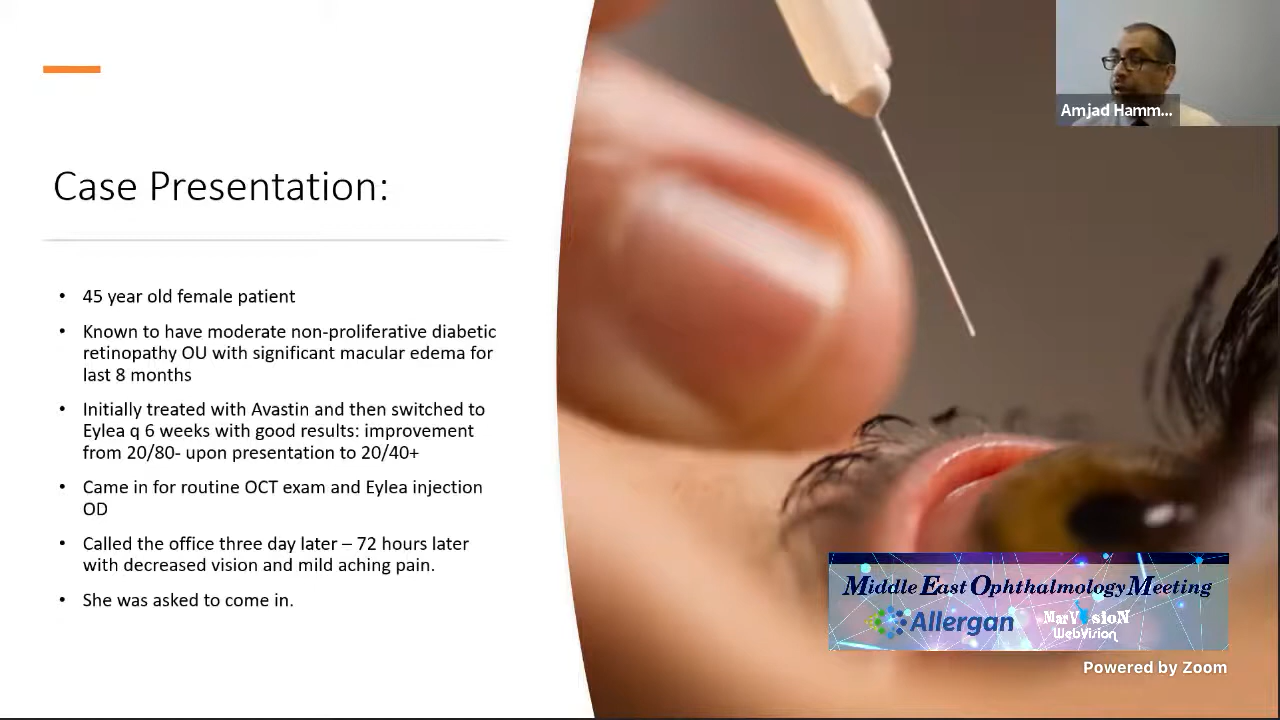 Amjad Hamm...
Case Presentation:
• 45 year old female patient
• Known to have moderate non-proliferative diabetic
retinopathy OU with significant macular edema for
last 8 months
• Initially treated with Avastin and then switched to
Eylea q 6 weeks with good results: improvement
from 20/80- upon presentation to 20/40+
• Came in for routine OCT exam and Eylea injection
OD
• Called the office three day later – 72 hours later
with decreased vision and mild aching pain.
• She was asked to come in.
Middle East Ophthalmology Meeting
Allergan
MarVisioN
WebVision
Powered by Zoom